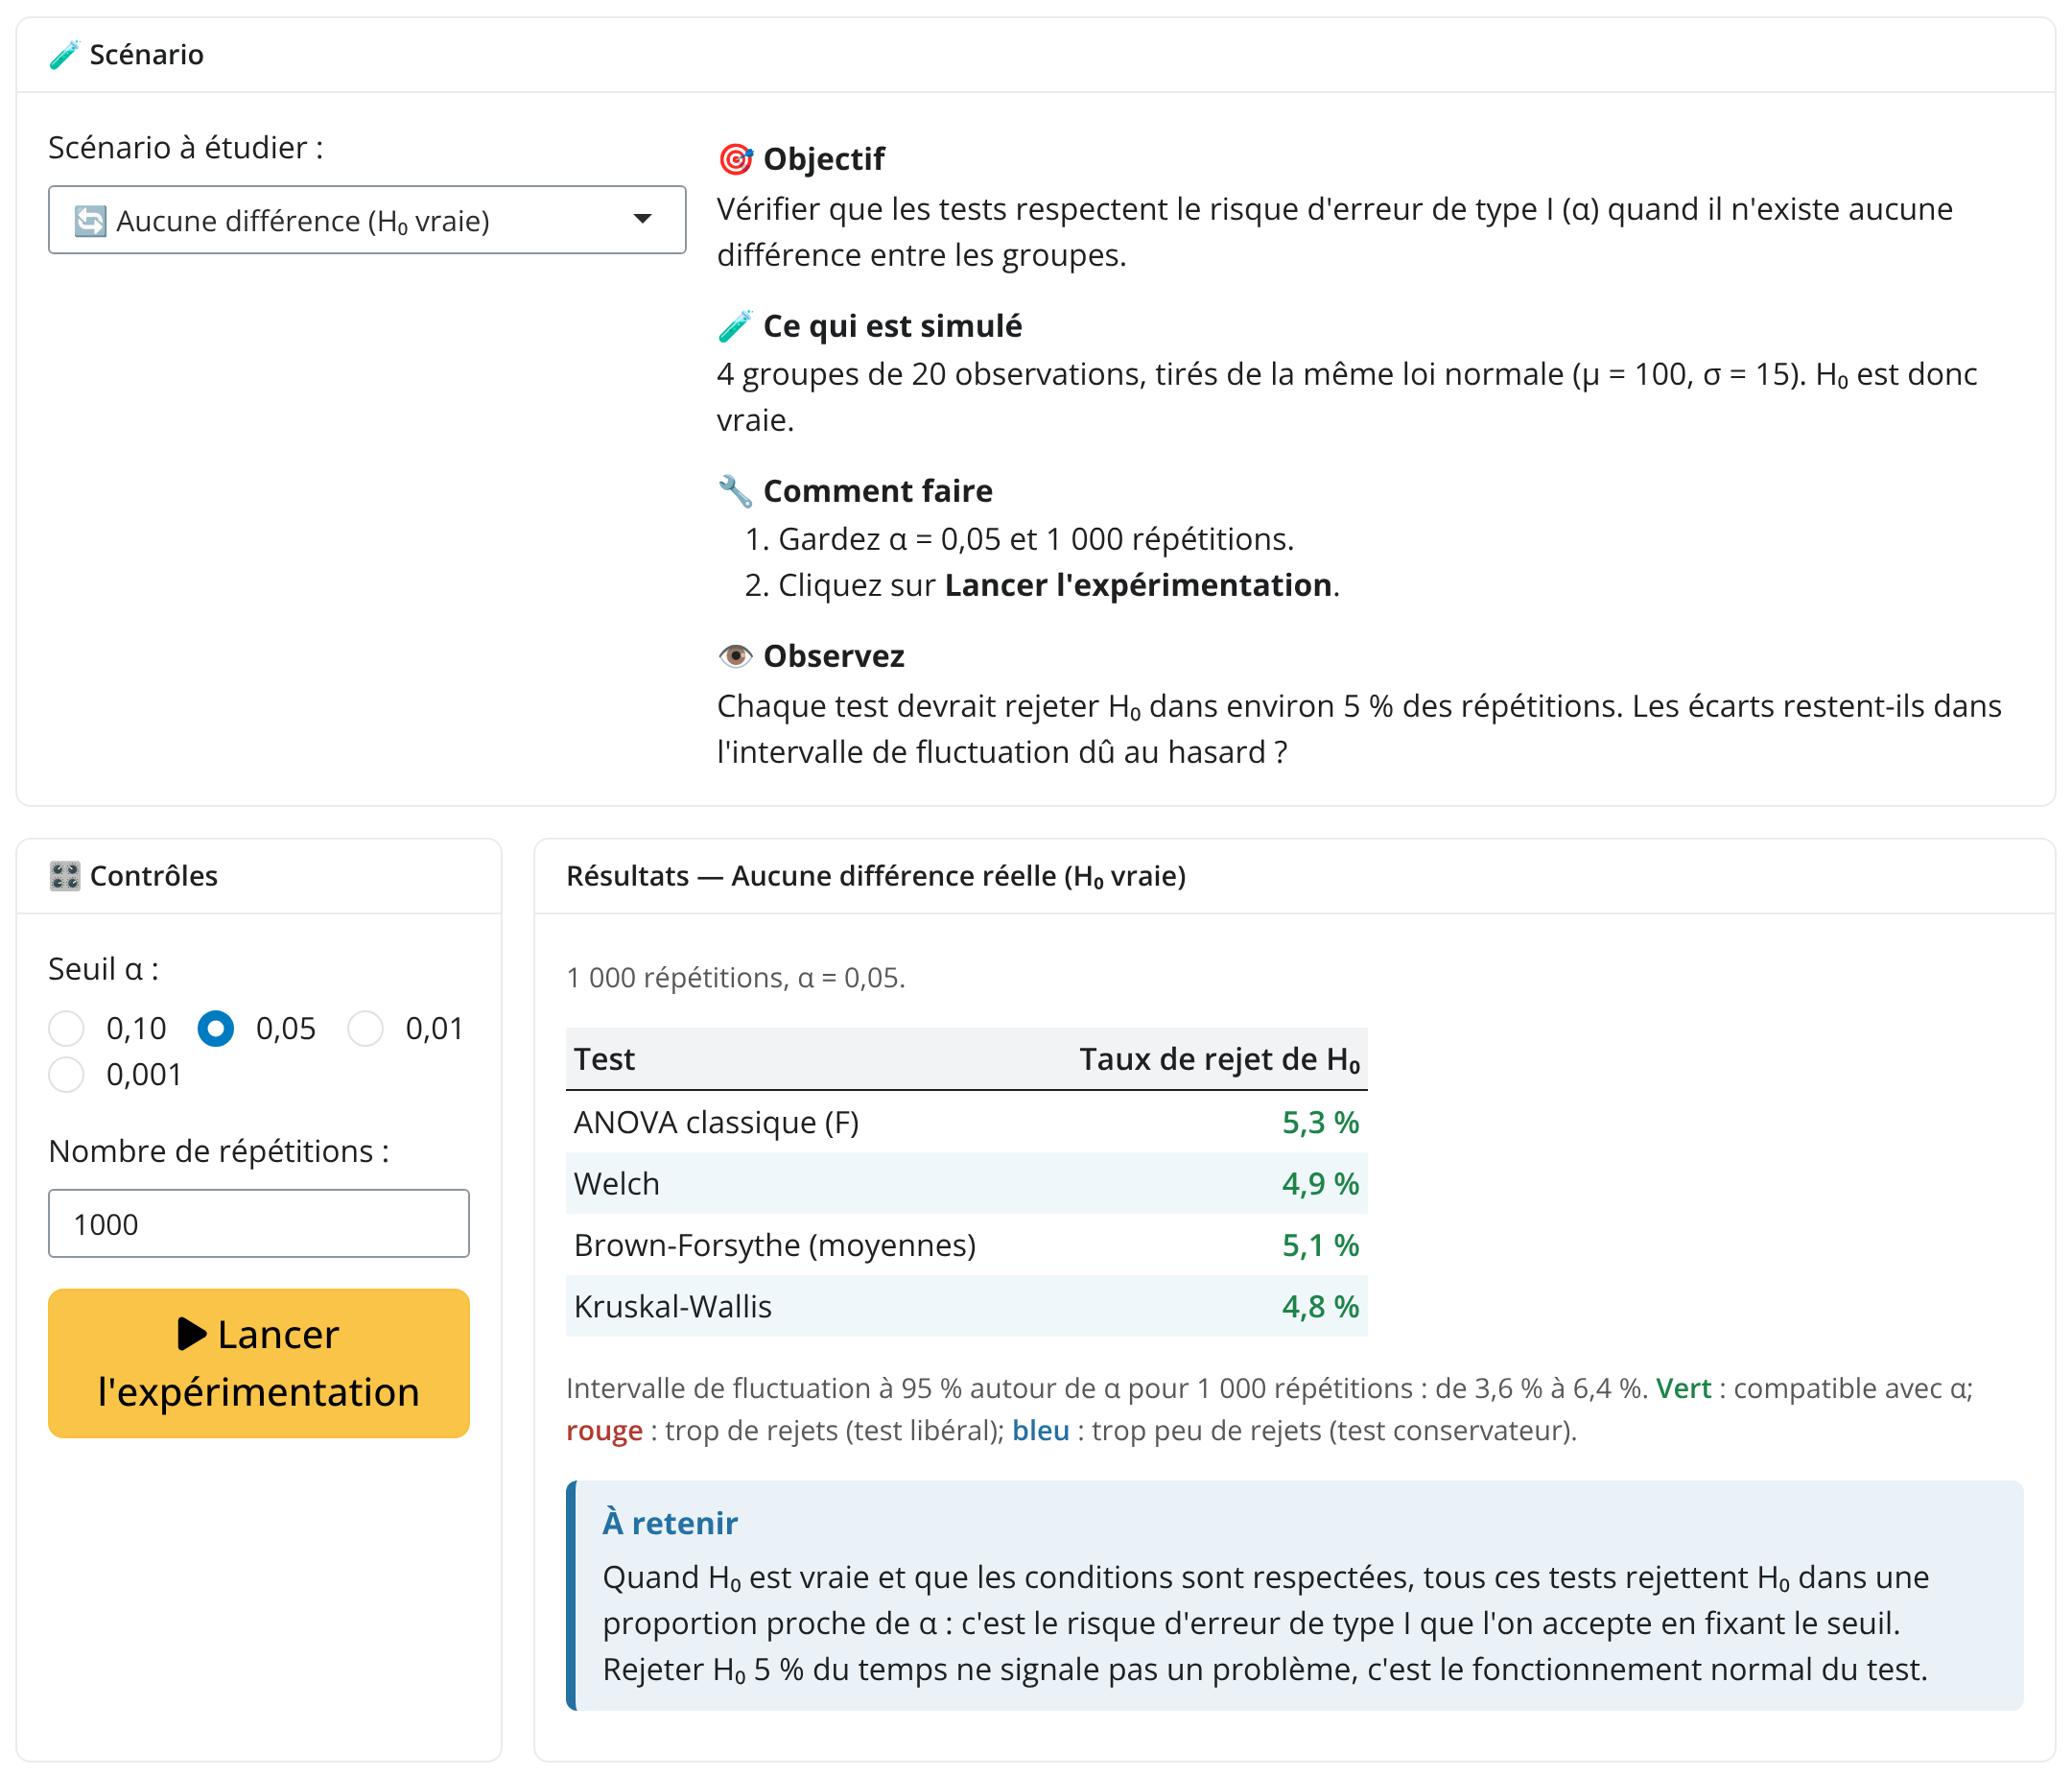 🧪 Scénario
Scénario à étudier :
🔄 Aucune différence (H₀ vraie)
🎯 Objectif
Vérifier que les tests respectent le risque d'erreur de type I (α) quand il n'existe aucune
différence entre les groupes.
🧪 Ce qui est simulé
4 groupes de 20 observations, tirés de la même loi normale (μ = 100, σ = 15). H₀ est donc
vraie.
🔧 Comment faire
1. Gardez α = 0,05 et 1 000 répétitions.
2. Cliquez sur Lancer l'expérimentation.
👁️ Observez
Chaque test devrait rejeter H₀ dans environ 5 % des répétitions. Les écarts restent-ils dans
l'intervalle de fluctuation dû au hasard ?
🎛️ Contrôles
Seuil α :
0,10 0,05 0,01
0,001
Nombre de répétitions :
1000
▶ Lancer
l'expérimentation
Résultats — Aucune différence réelle (H₀ vraie)
1 000 répétitions, α = 0,05.
Test Taux de rejet de H₀
ANOVA classique (F) 5,3 %
Welch 4,9 %
Brown-Forsythe (moyennes) 5,1 %
Kruskal-Wallis 4,8 %
Intervalle de fluctuation à 95 % autour de α pour 1 000 répétitions : de 3,6 % à 6,4 %. Vert : compatible avec α;
rouge : trop de rejets (test libéral); bleu : trop peu de rejets (test conservateur).
À retenir
Quand H₀ est vraie et que les conditions sont respectées, tous ces tests rejettent H₀ dans une
proportion proche de α : c'est le risque d'erreur de type I que l'on accepte en fixant le seuil.
Rejeter H₀ 5 % du temps ne signale pas un problème, c'est le fonctionnement normal du test.